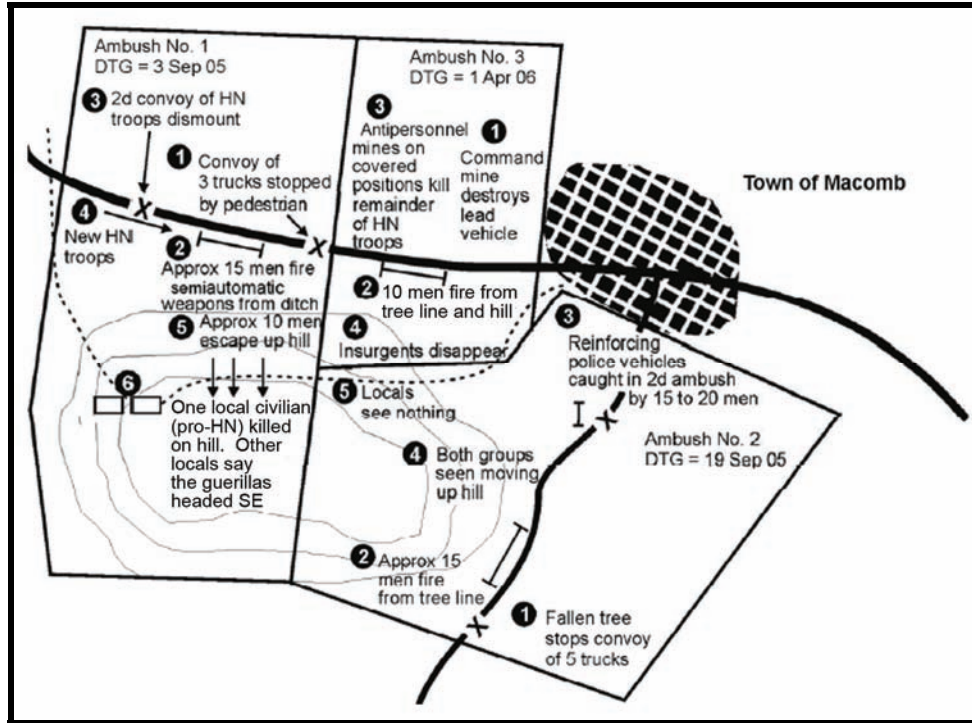 Ambush No. 1
DTG = 3 Sep 05
3 2d convoy of HN
troops dismount
1 Convoy of
3 trucks stopped
by pedestrian
4
New HN
troops
2
Approx 15 men fire
semiautomatic
weapons from ditch
5 Approx 10 men
escape up hill
6
One local civilian
(pro-HN) killed
on hill. Other
locals say
the guerillas
headed SE
Ambush No. 3
DTG = 1 Apr 06
3
Antipersonnel
mines on
covered
positions kill
remainder
of HN
troops
1
Command
mine
destroys
lead
vehicle
2 10 men fire from
tree line and hill
4
Insurgents disappear
5 Locals
see nothing
Town of Macomb
3
Reinforcing
police vehicles
caught in 2d ambush
by 15 to 20 men
Ambush No. 2
DTG = 19 Sep 05
4 Both groups
seen moving
up hill
2 Approx 15
men fire
from tree line
1 Fallen tree
stops convoy
of 5 trucks
X
X
X
X